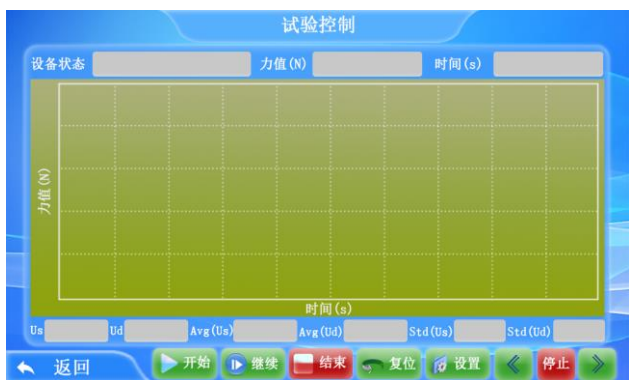 试验控制
设备状态 力值(N) 时间(s)
力值(N)
时间(s)
Us Ud Avg(Us) Avg(Ud) Std(Us) Std(Ud)
返回 开始 继续 结束 复位 设置 停止